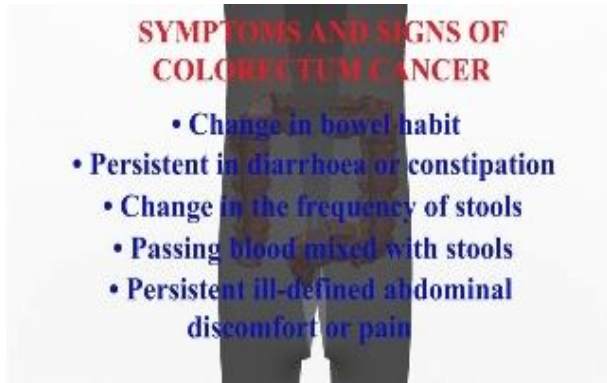 SYMPTOMS AND SIGNS OF
COLORECTUM CANCER
• Change in bowel habit
• Persistent in diarrhoea or constipation
• Change in the frequency of stools
• Passing blood mixed with stools
• Persistent ill-defined abdominal
discomfort or pain